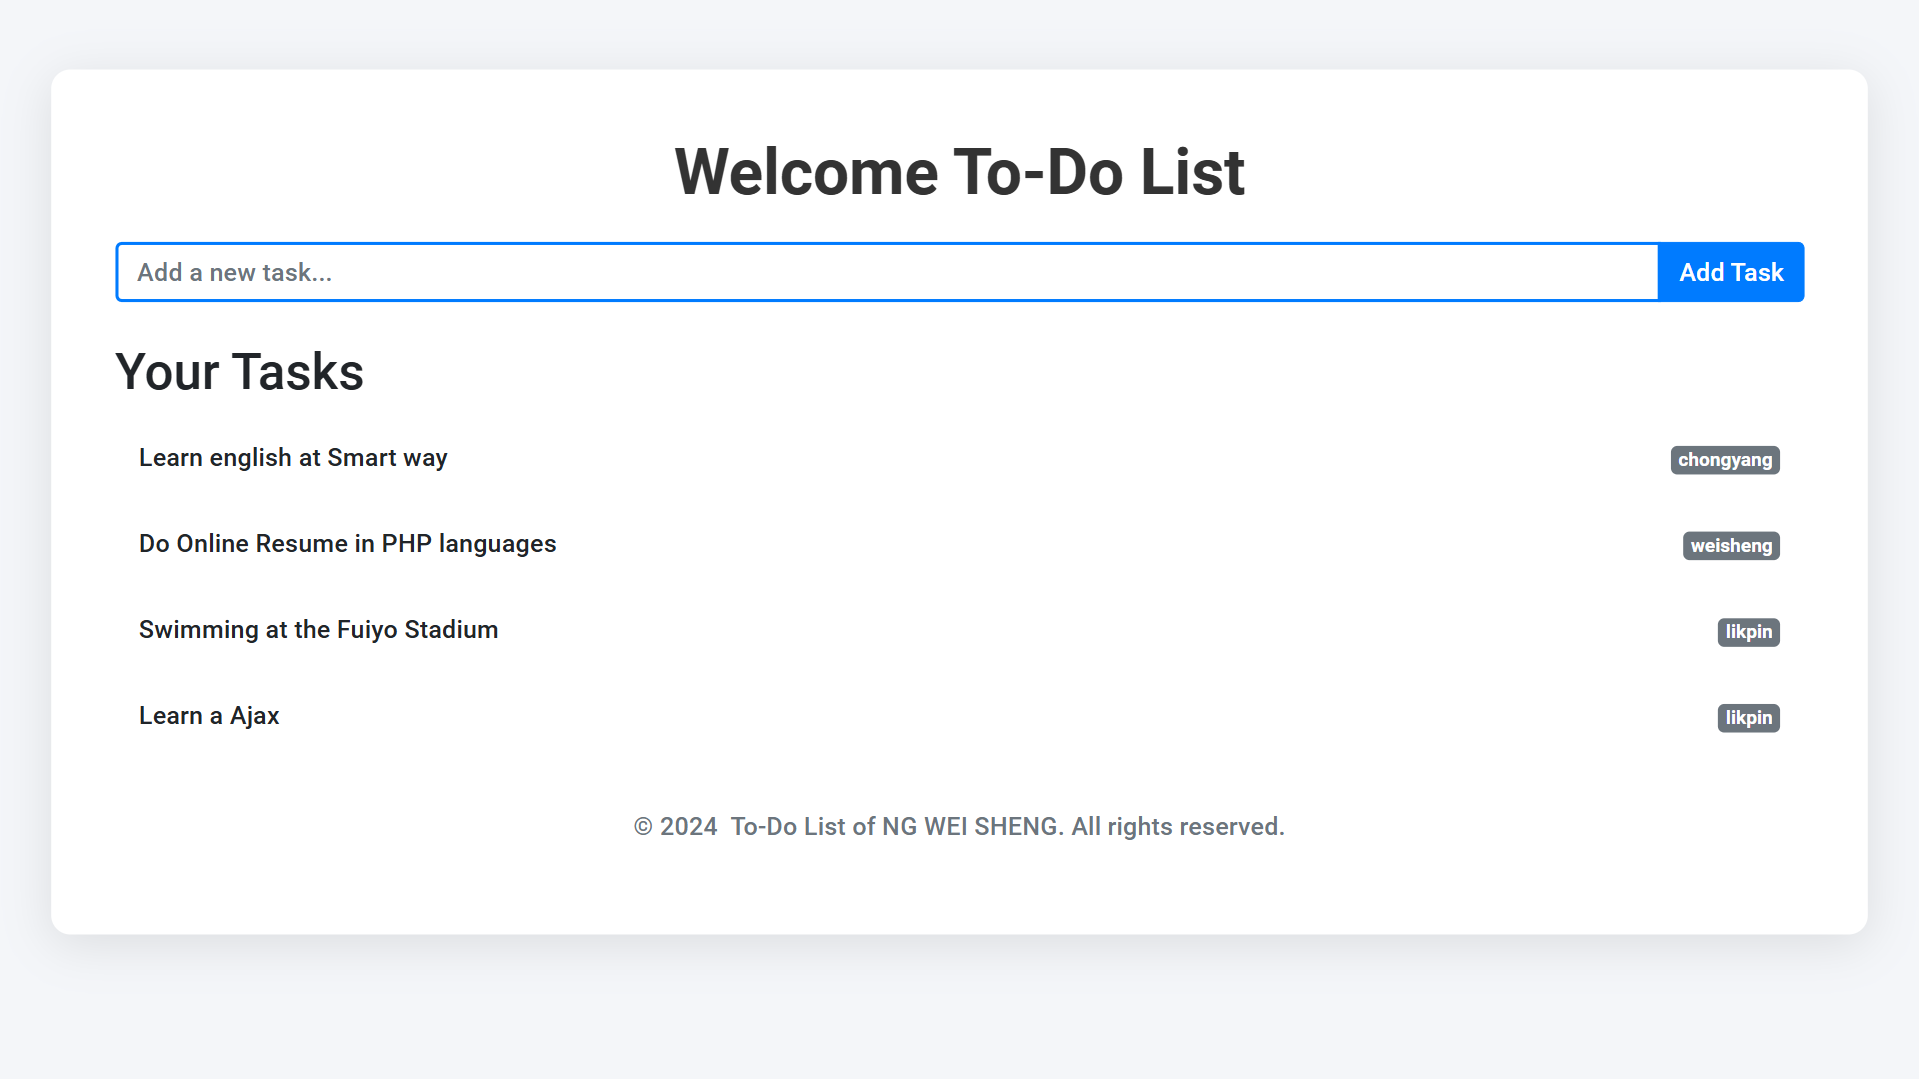 Welcome To-Do List
Add a new task...
Add Task
Your Tasks
Learn english at Smart way
chongyang
Do Online Resume in PHP languages
weisheng
Swimming at the Fuiyo Stadium
likpin
Learn a Ajax
likpin
© 2024  To-Do List of NG WEI SHENG. All rights reserved.